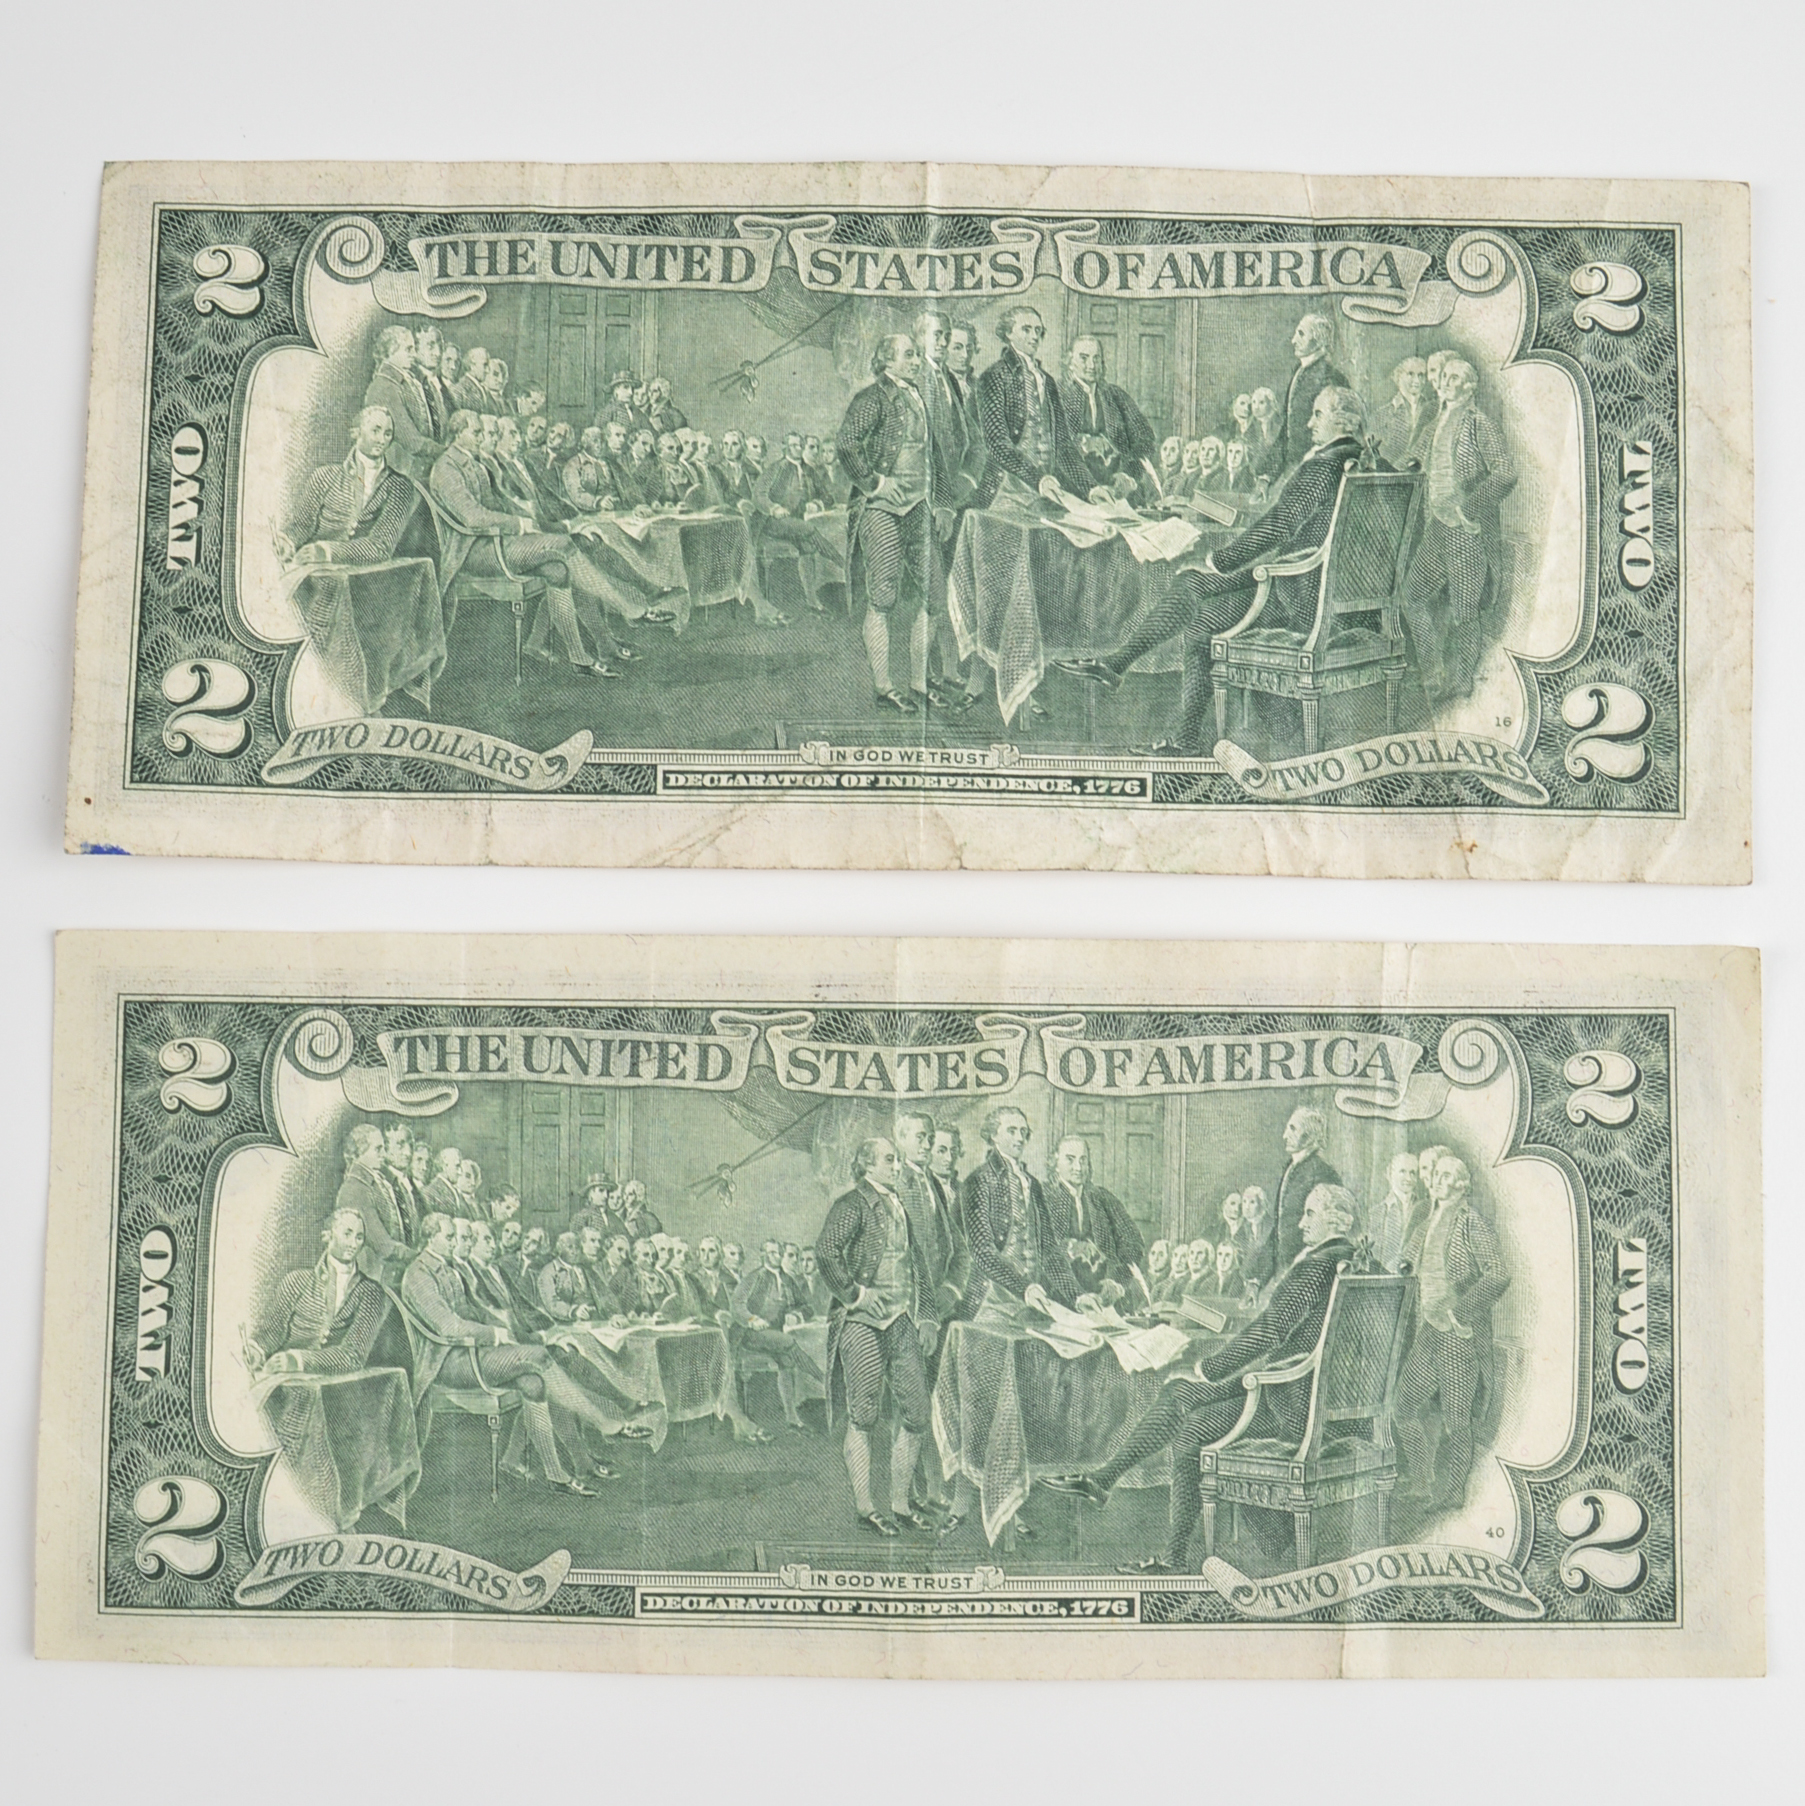 2 THE UNITED STATES OF AMERICA 2
TWO TWO
16
2 TWO DOLLARS IN GOD WE TRUST TWO DOLLARS 2
DECLARATION OF INDEPENDENCE, 1776
2 THE UNITED STATES OF AMERICA 2
TWO TWO
40
2 TWO DOLLARS IN GOD WE TRUST TWO DOLLARS 2
DECLARATION OF INDEPENDENCE, 1776